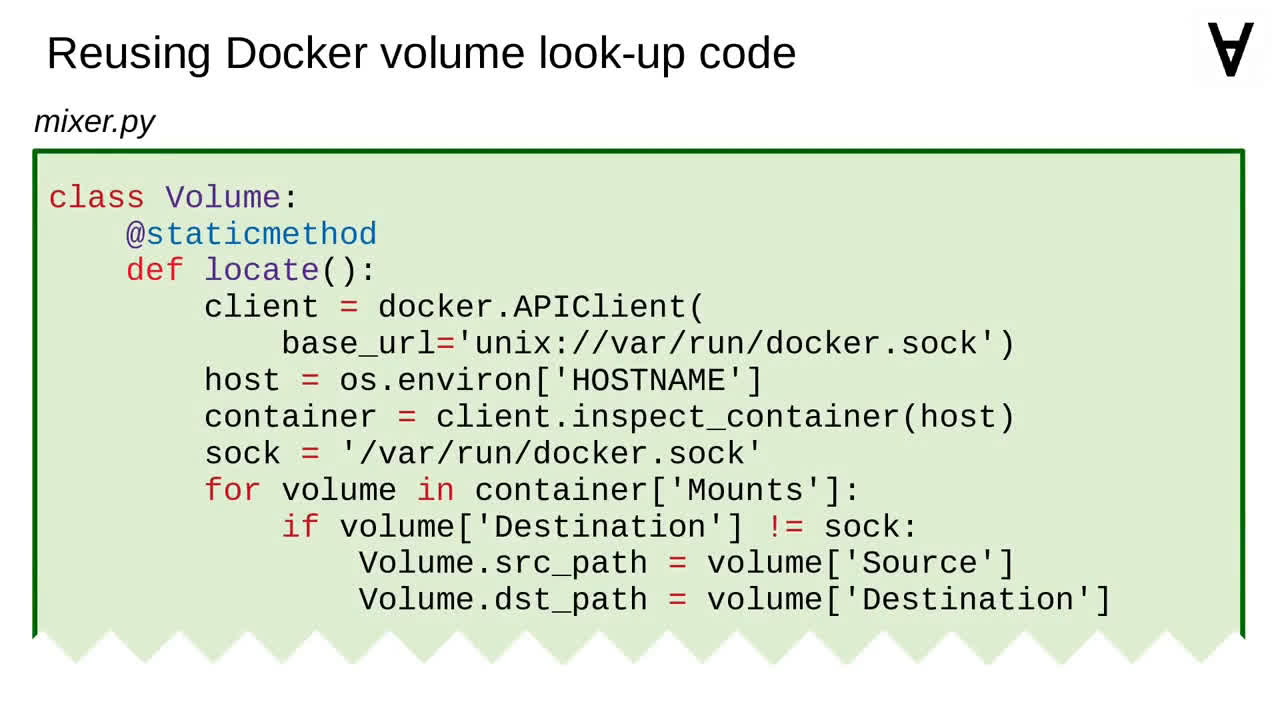 Reusing Docker volume look-up code
∀
mixer.py
class Volume:
    @staticmethod
    def locate():
        client = docker.APIClient(
            base_url='unix://var/run/docker.sock')
        host = os.environ['HOSTNAME']
        container = client.inspect_container(host)
        sock = '/var/run/docker.sock'
        for volume in container['Mounts']:
            if volume['Destination'] != sock:
                Volume.src_path = volume['Source']
                Volume.dst_path = volume['Destination']